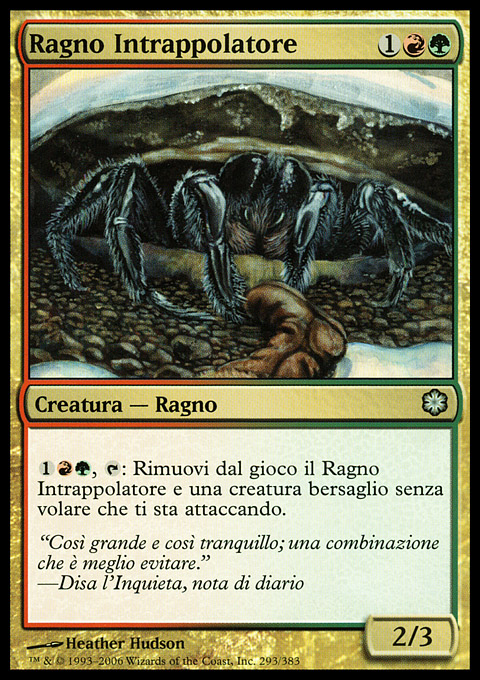 Ragno Intrappolatore 1
Creatura — Ragno
1, : Rimuovi dal gioco il Ragno
Intrappolatore e una creatura bersaglio senza
volare che ti sta attaccando.
“Così grande e così tranquillo; una combinazione
che è meglio evitare.”
—Disa l’Inquieta, nota di diario
2/3
Heather Hudson
™ & © 1993–2006 Wizards of the Coast, Inc. 293/383